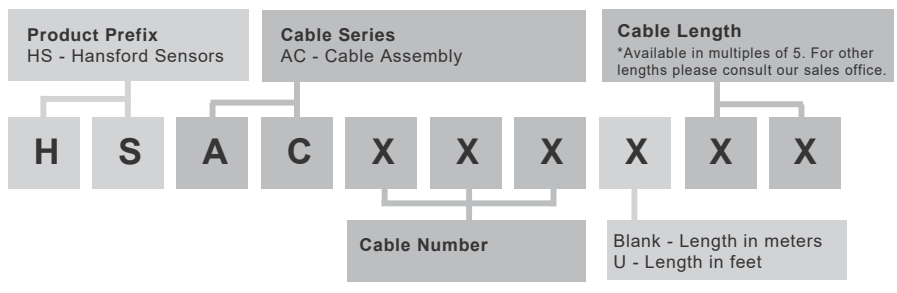 Product Prefix
HS - Hansford Sensors
Cable Series
AC - Cable Assembly
Cable Length
*Available in multiples of 5. For other
lengths please consult our sales office.
H S A C X X X X X X
Cable Number
Blank - Length in meters
U - Length in feet